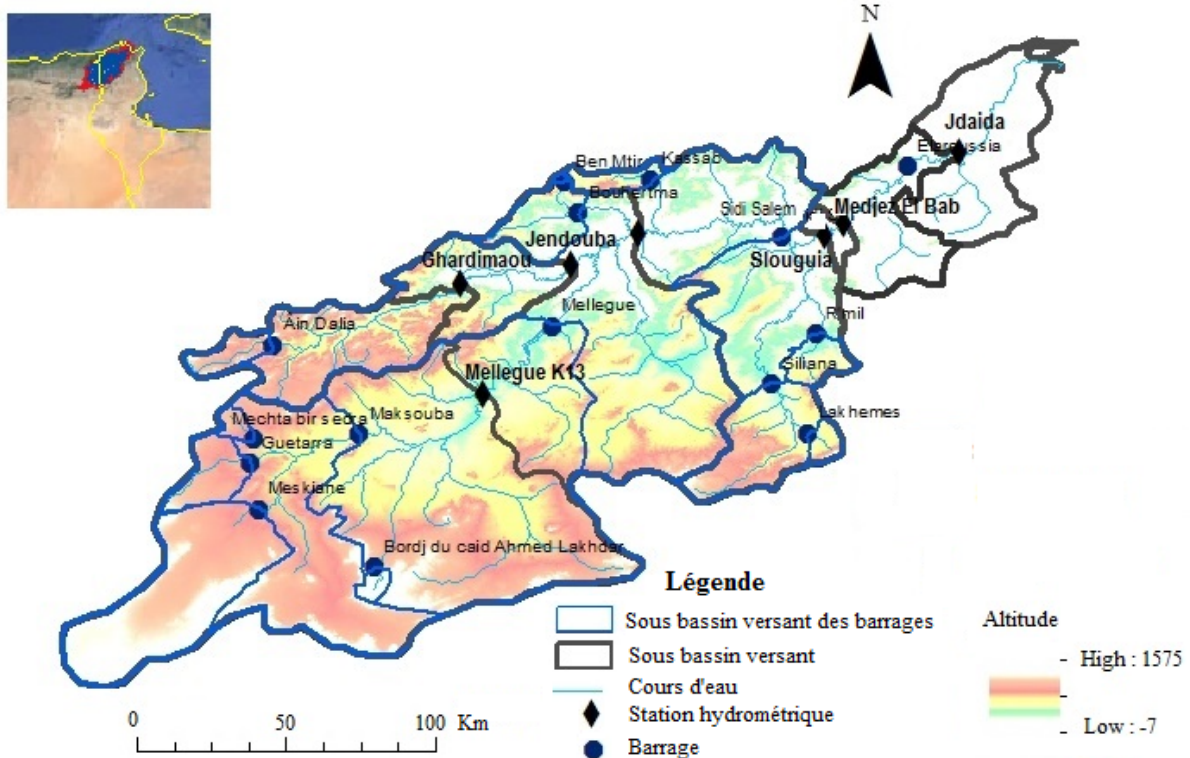 N
Jdaida
Elaroussia
Ben Mtir
Kassab
Bouhertma
Sidi Salem
Medjez El Bab
Jendouba
Slouguia
Ghardimaou
Mellegue
Rmil
Ain Dalia
Siliana
Mellegue K13
Lakhemes
Maksouba
Mechta bir sedra
Guetarra
Meskiane
Bordj du caid Ahmed Lakhdar
Légende
Sous bassin versant des barrages
Sous bassin versant
Cours d'eau
Station hydrométrique
Barrage
Altitude
High : 1575
Low : -7
0 50 100 Km